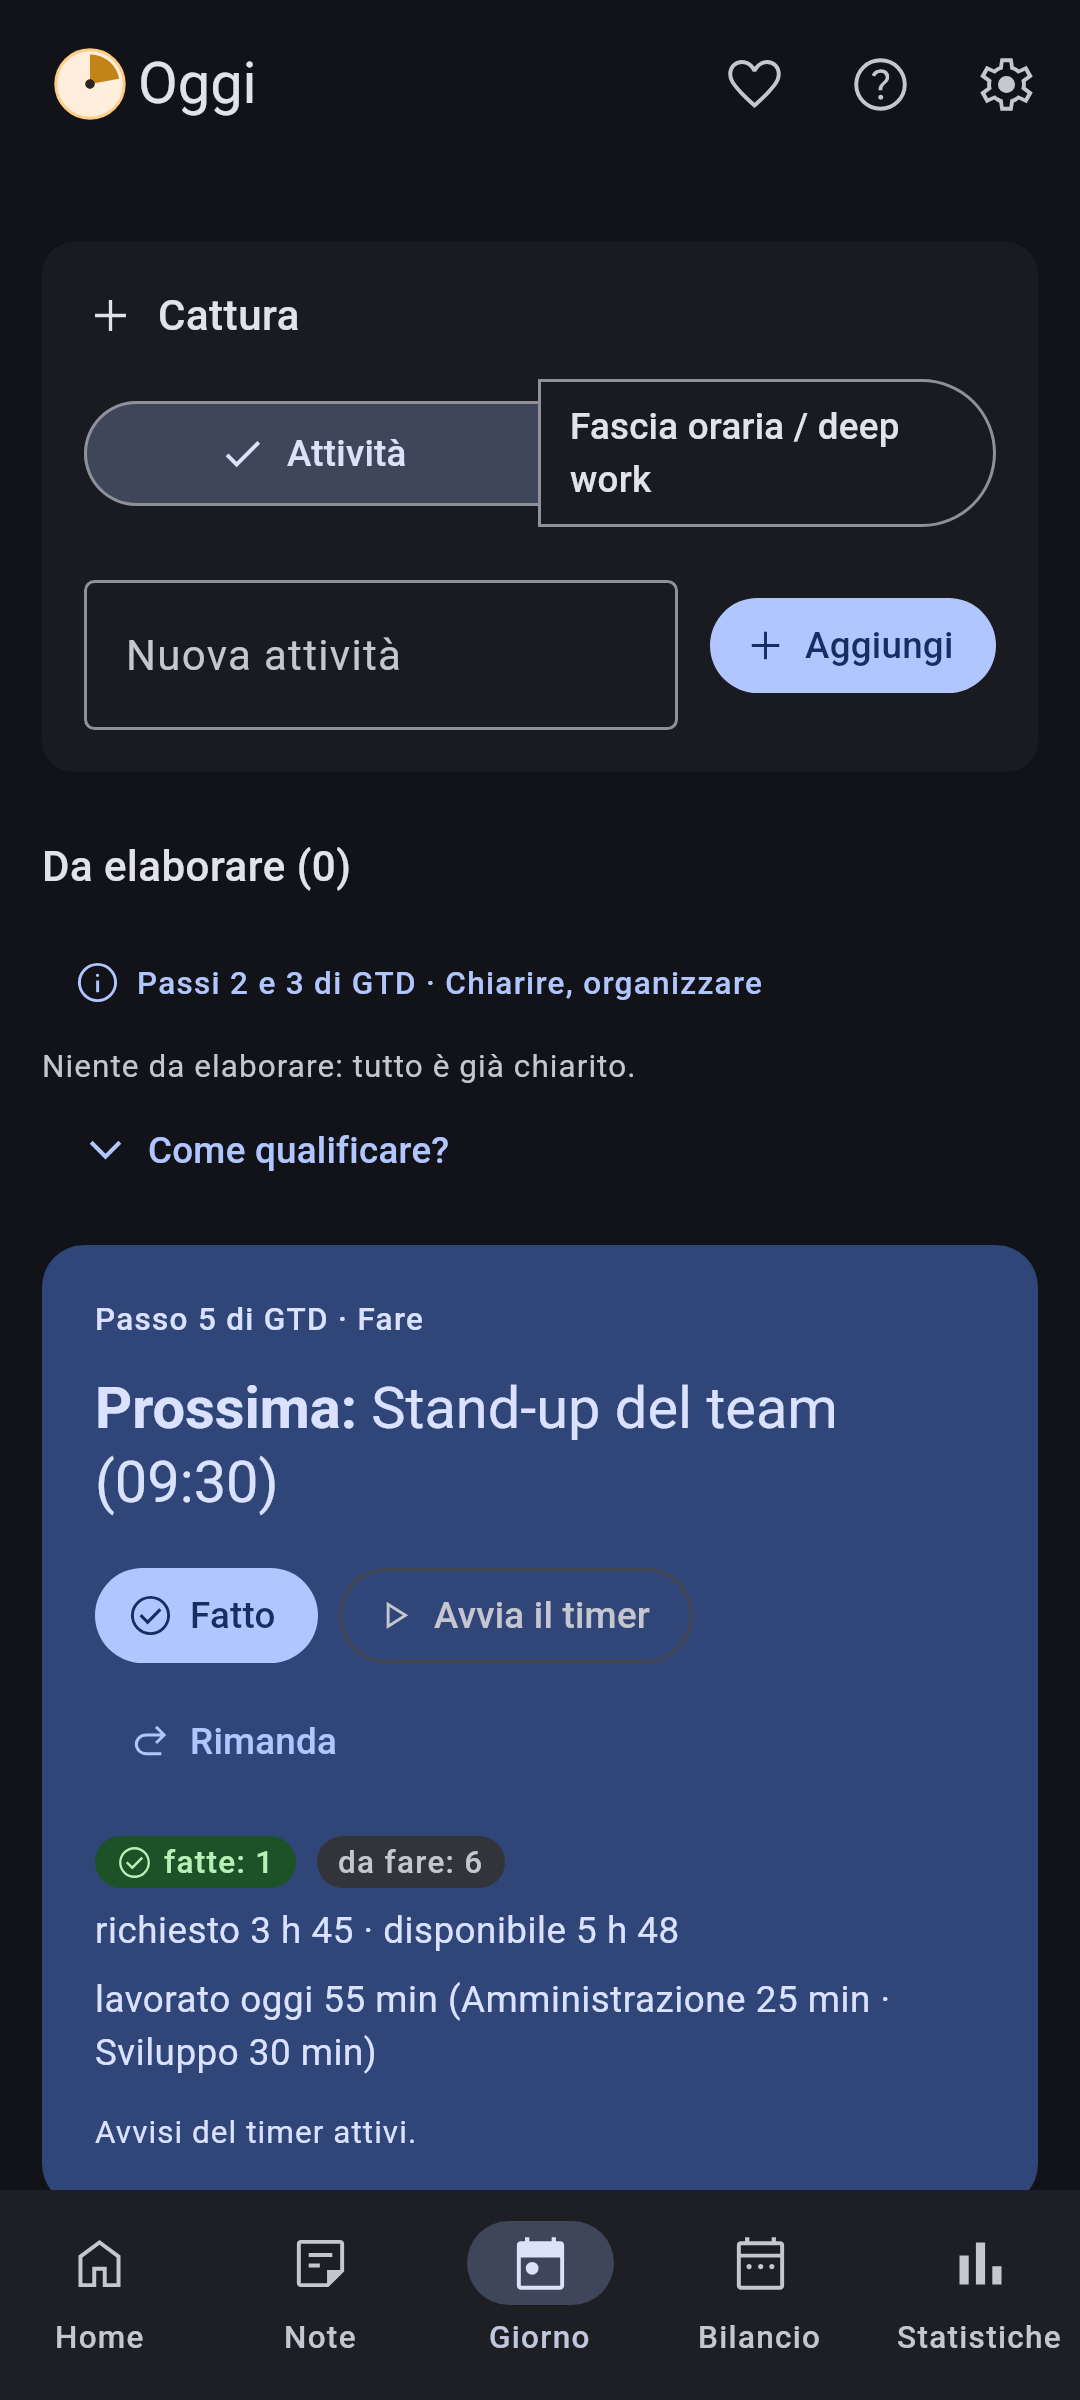 Oggi
Cattura
Attività
Fascia oraria / deep
work
Nuova attività
Aggiungi
Da elaborare (0)
Passi 2 e 3 di GTD · Chiarire, organizzare
Niente da elaborare: tutto è già chiarito.
Come qualificare?
Passo 5 di GTD · Fare
Prossima: Stand-up del team
(09:30)
Fatto
Avvia il timer
Rimanda
fatte: 1
da fare: 6
richiesto 3 h 45 · disponibile 5 h 48
lavorato oggi 55 min (Amministrazione 25 min ·
Sviluppo 30 min)
Avvisi del timer attivi.
Home
Note
Giorno
Bilancio
Statistiche